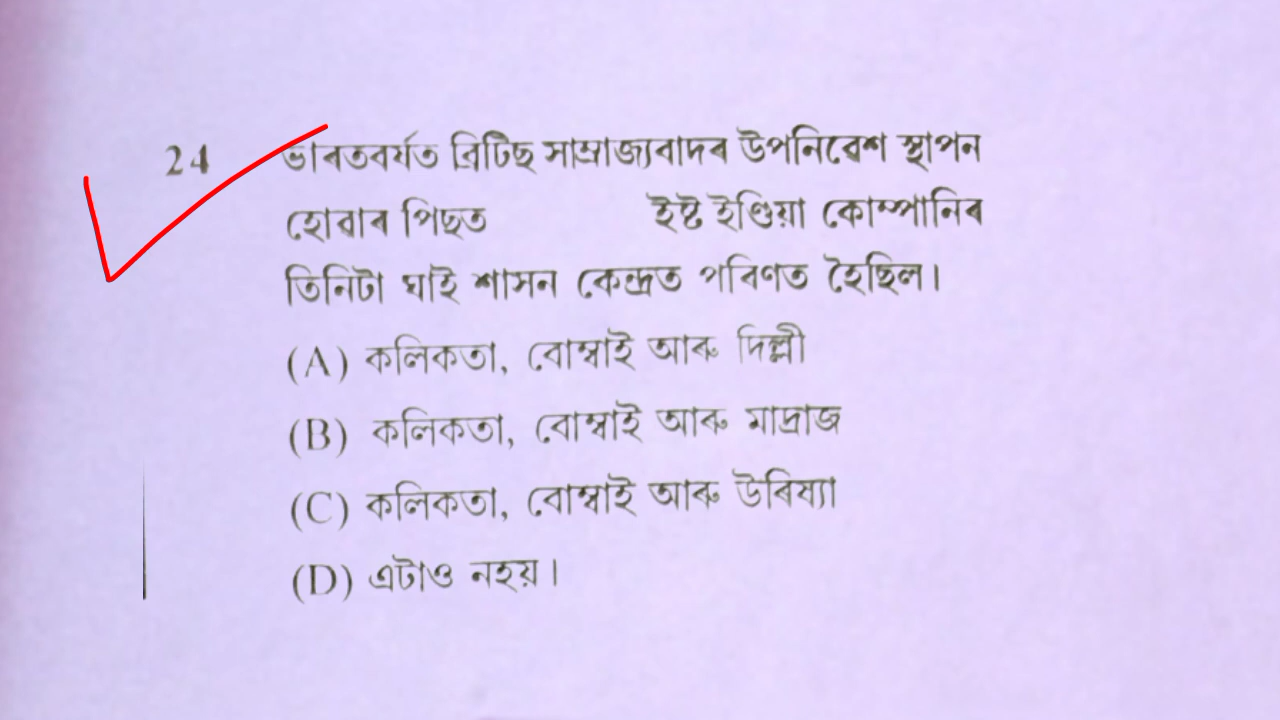 24 ভাৰতবৰ্ষত ব্ৰিটিছ সাম্ৰাজ্যবাদৰ উপনিৱেশ স্থাপন
হোৱাৰ পিছত ইষ্ট ইণ্ডিয়া কোম্পানিৰ
তিনিটা ঘাই শাসন কেন্দ্ৰত পৰিণত হৈছিল।
(A) কলিকতা, বোম্বাই আৰু দিল্লী
(B) কলিকতা, বোম্বাই আৰু মাদ্ৰাজ
(C) কলিকতা, বোম্বাই আৰু উৰিষ্যা
(D) এটাও নহয়।